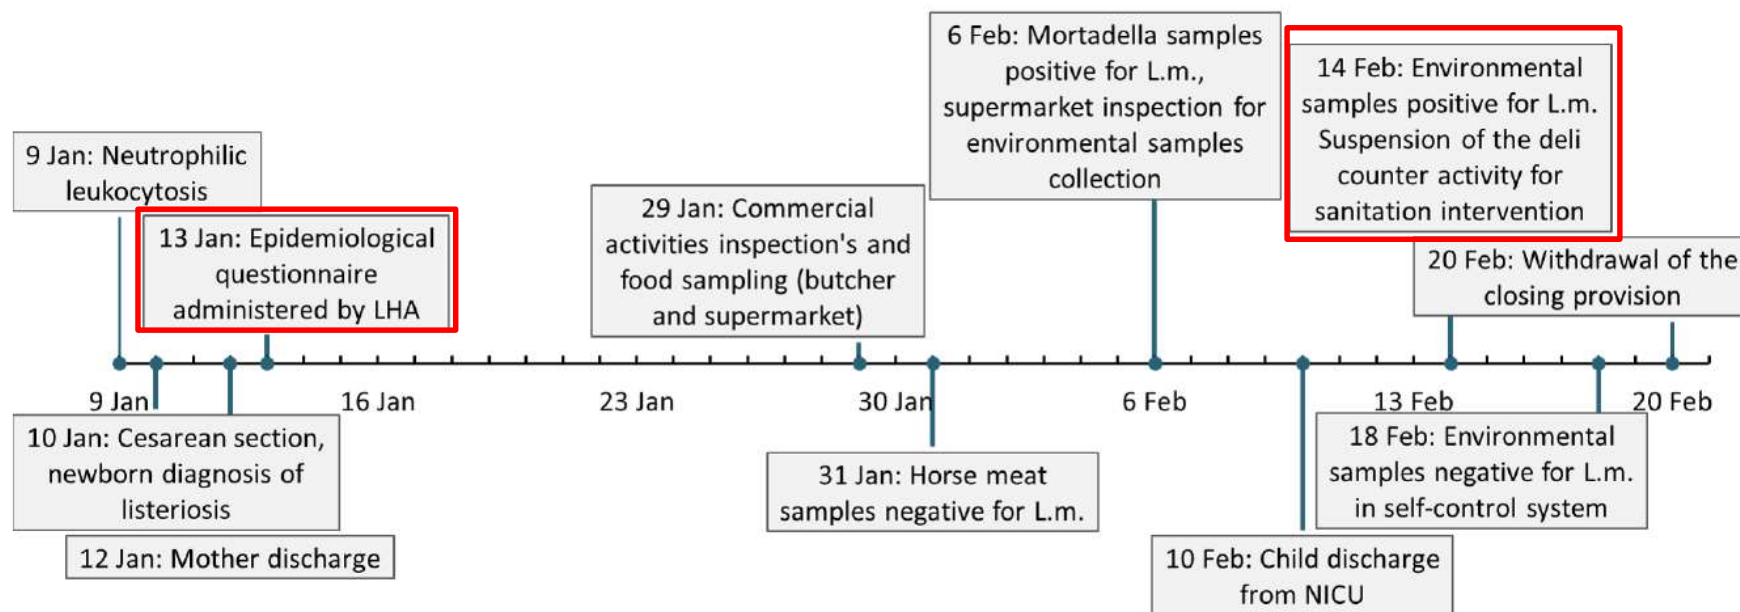 6 Feb: Mortadella samples
positive for L.m.,
supermarket inspection for
environmental samples
collection
14 Feb: Environmental
samples positive for L.m.
Suspension of the deli
counter activity for
sanitation intervention
9 Jan: Neutrophilic
leukocytosis
13 Jan: Epidemiological
questionnaire
administered by LHA
29 Jan: Commercial
activities inspection's and
food sampling (butcher
and supermarket)
20 Feb: Withdrawal of the
closing provision
9 Jan
16 Jan
23 Jan
30 Jan
6 Feb
13 Feb
20 Feb
10 Jan: Cesarean section,
newborn diagnosis of
listeriosis
12 Jan: Mother discharge
31 Jan: Horse meat
samples negative for L.m.
18 Feb: Environmental
samples negative for L.m.
in self-control system
10 Feb: Child discharge
from NICU